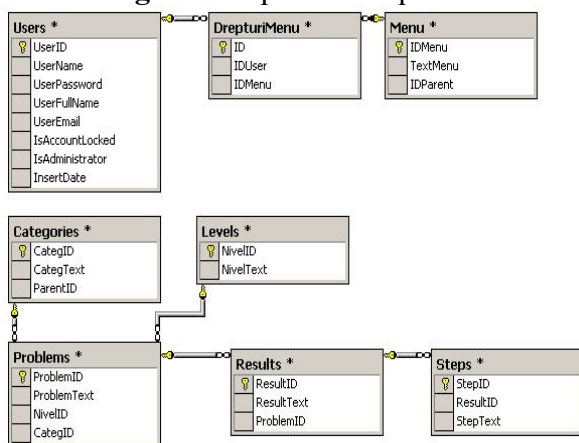 Users *
UserID
UserName
UserPassword
UserFullName
UserEmail
IsAccountLocked
IsAdministrator
InsertDate
DrepturiMenu *
ID
IDUser
IDMenu
Menu *
IDMenu
TextMenu
IDParent
Categories *
CategID
CategText
ParentID
Levels *
NivelID
NivelText
Problems *
ProblemID
ProblemText
NivelID
CategID
Results *
ResultID
ResultText
ProblemID
Steps *
StepID
ResultID
StepText